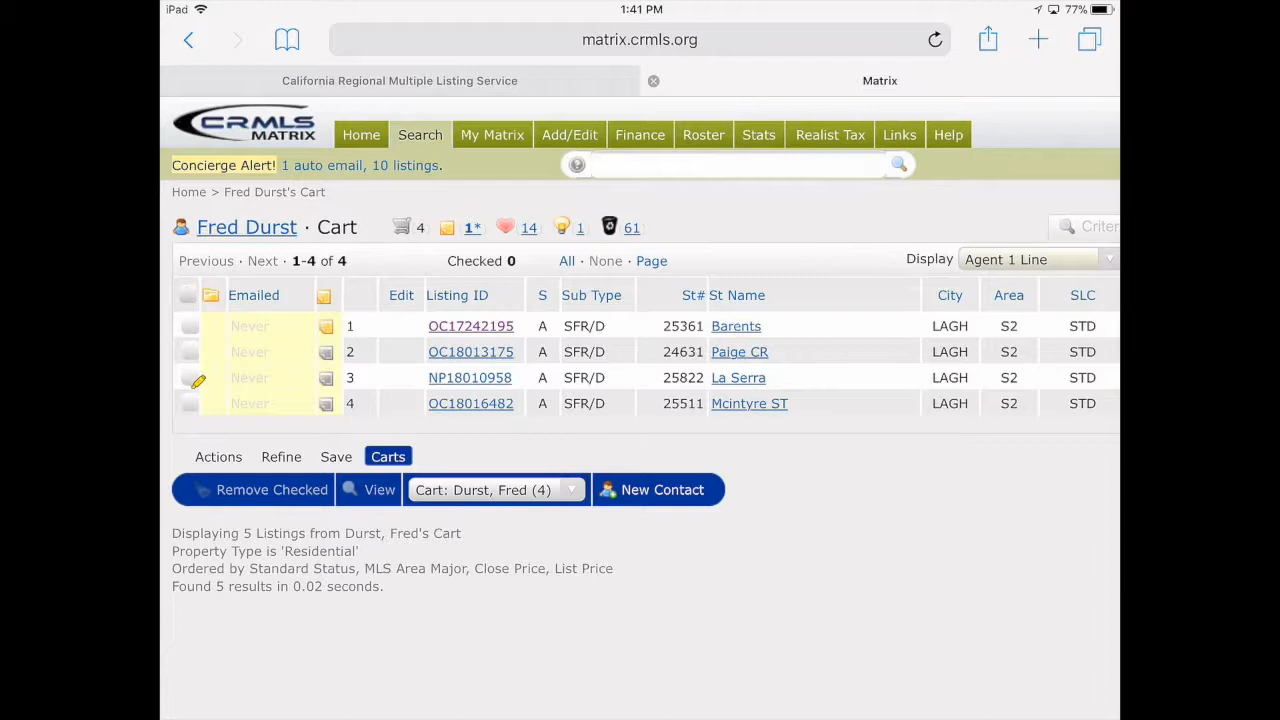 iPad 1:41 PM 77%
matrix.crmls.org
California Regional Multiple Listing Service Matrix
CRMLS MATRIX Home Search My Matrix Add/Edit Finance Roster Stats Realist Tax Links Help
Concierge Alert! 1 auto email, 10 listings.
Home > Fred Durst's Cart
Fred Durst · Cart 4 1* 14 1 61 Criter
Previous · Next · 1-4 of 4 Checked 0 All · None · Page Display Agent 1 Line
Emailed Edit Listing ID S Sub Type St# St Name City Area SLC
Never 1 OC17242195 A SFR/D 25361 Barents LAGH S2 STD
Never 2 OC18013175 A SFR/D 24631 Paige CR LAGH S2 STD
Never 3 NP18010958 A SFR/D 25822 La Serra LAGH S2 STD
Never 4 OC18016482 A SFR/D 25511 Mcintyre ST LAGH S2 STD
Actions Refine Save Carts
Remove Checked View Cart: Durst, Fred (4) New Contact
Displaying 5 Listings from Durst, Fred's Cart
Property Type is 'Residential'
Ordered by Standard Status, MLS Area Major, Close Price, List Price
Found 5 results in 0.02 seconds.